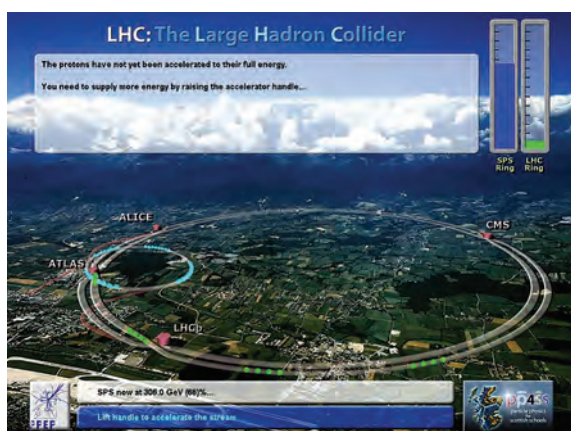 LHC: The Large Hadron Collider
The protons have not yet been accelerated to their full energy.
You need to supply more energy by raising the accelerator handle...
SPS Ring
LHC Ring
ALICE
CMS
ATLAS
LHCb
SPS now at 306.0 GeV (68)%...
Lift handle to accelerate the stream.
PPEP
pp4ss
particle physics
for
scottish schools